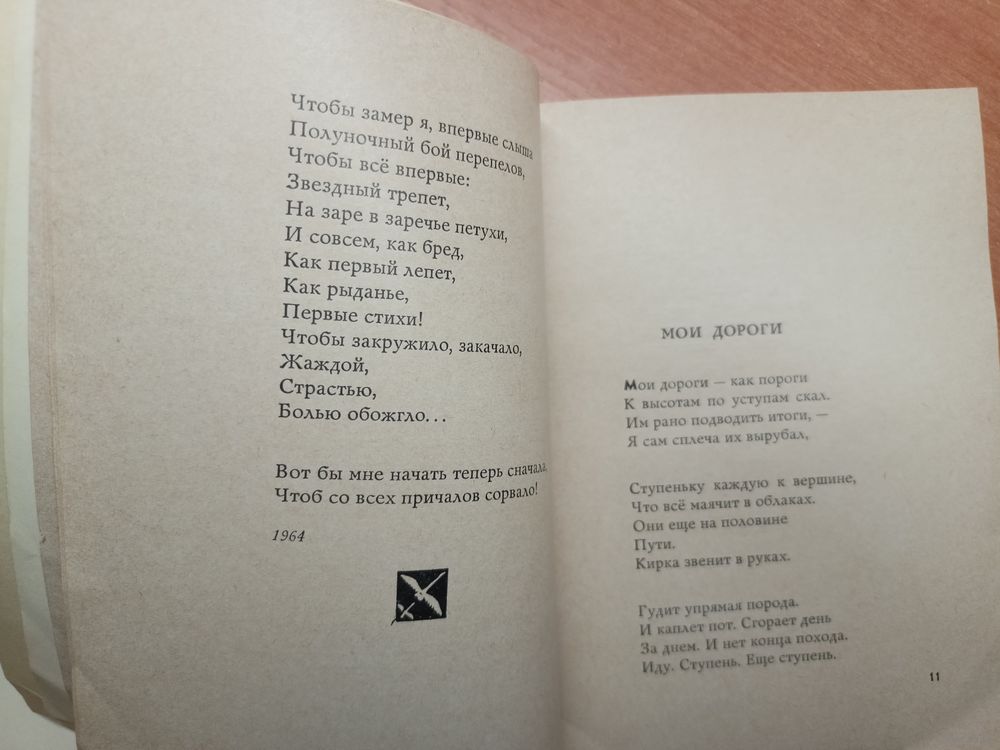 Чтобы замер я, впервые слыша
Полуночный бой перепелов,
Чтобы всё впервые:
Звездный трепет,
На заре в заречье петухи,
И совсем, как бред,
Как первый лепет,
Как рыданье,
Первые стихи!
Чтобы закружило, закачало,
Жаждой,
Страстью,
Болью обожгло...
Вот бы мне начать теперь сначала,
Чтоб со всех причалов сорвало!
1964
МОИ ДОРОГИ
Мои дороги — как пороги
К высотам по уступам скал.
Им рано подводить итоги, —
Я сам сплеча их вырубал,
Ступеньку каждую к вершине,
Что всё маячит в облаках.
Они еще на половине
Пути.
Кирка звенит в руках.
Гудит упрямая порода.
И каплет пот. Сгорает день
За днем. И нет конца похода.
Иду. Ступень. Еще ступень.
11